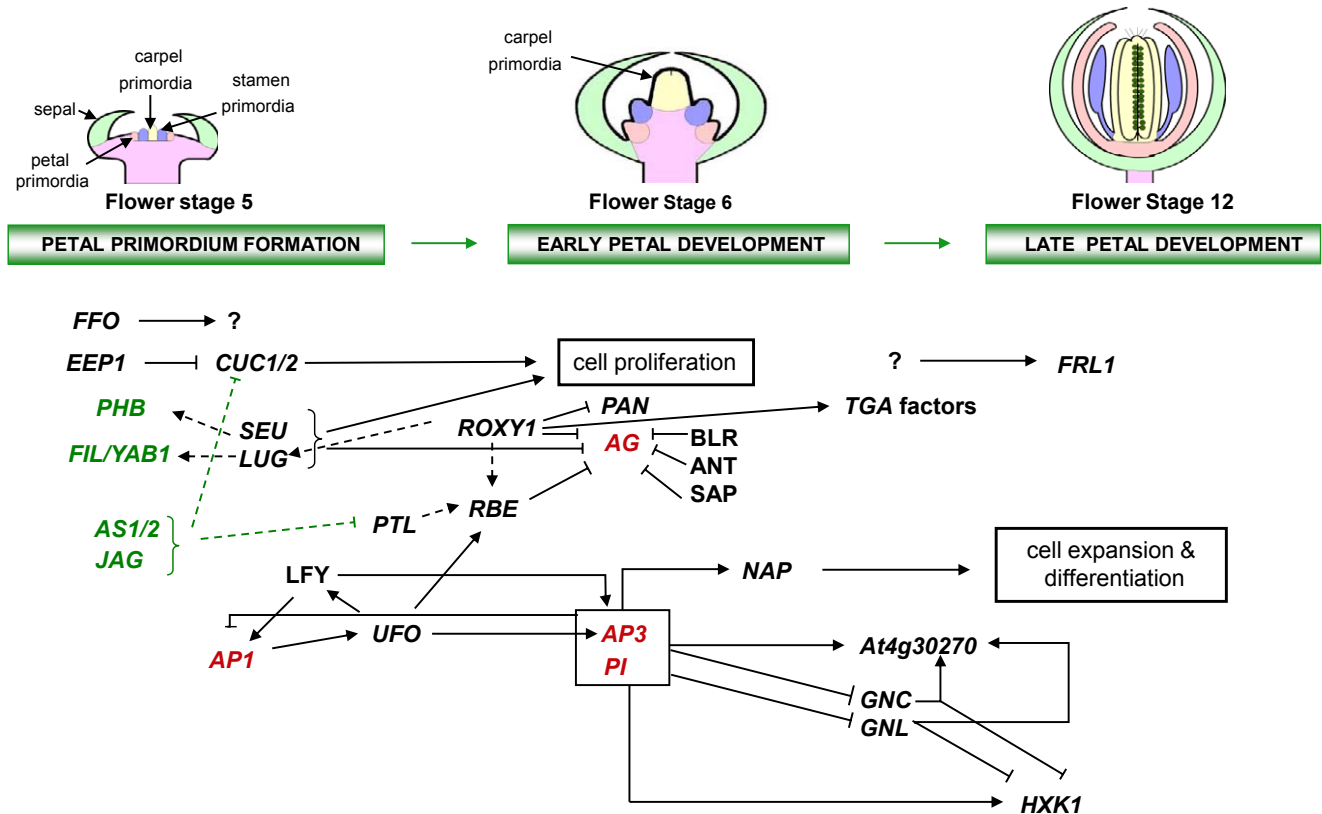 carpel
primordia
stamen
primordia
sepal
petal
primordia
Flower stage 5
carpel
primordia
Flower Stage 6
Flower Stage 12
PETAL PRIMORDIUM FORMATION
EARLY PETAL DEVELOPMENT
LATE PETAL DEVELOPMENT
FFO
?
EEP1
CUC1/2
cell proliferation
?
FRL1
PHB
SEU
FIL/YAB1
LUG
ROXY1
PAN
TGA factors
AG
BLR
ANT
SAP
AS1/2
JAG
PTL
RBE
LFY
UFO
AP1
AP3
PI
NAP
cell expansion &
differentiation
At4g30270
GNC
GNL
HXK1